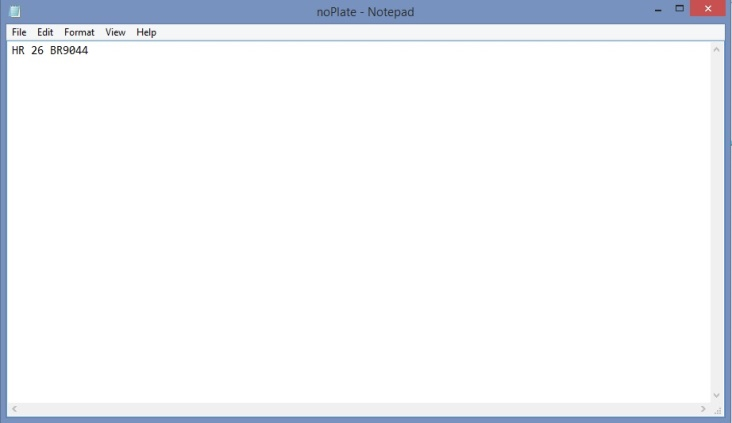 noPlate - Notepad
File Edit Format View Help
HR 26 BR9044